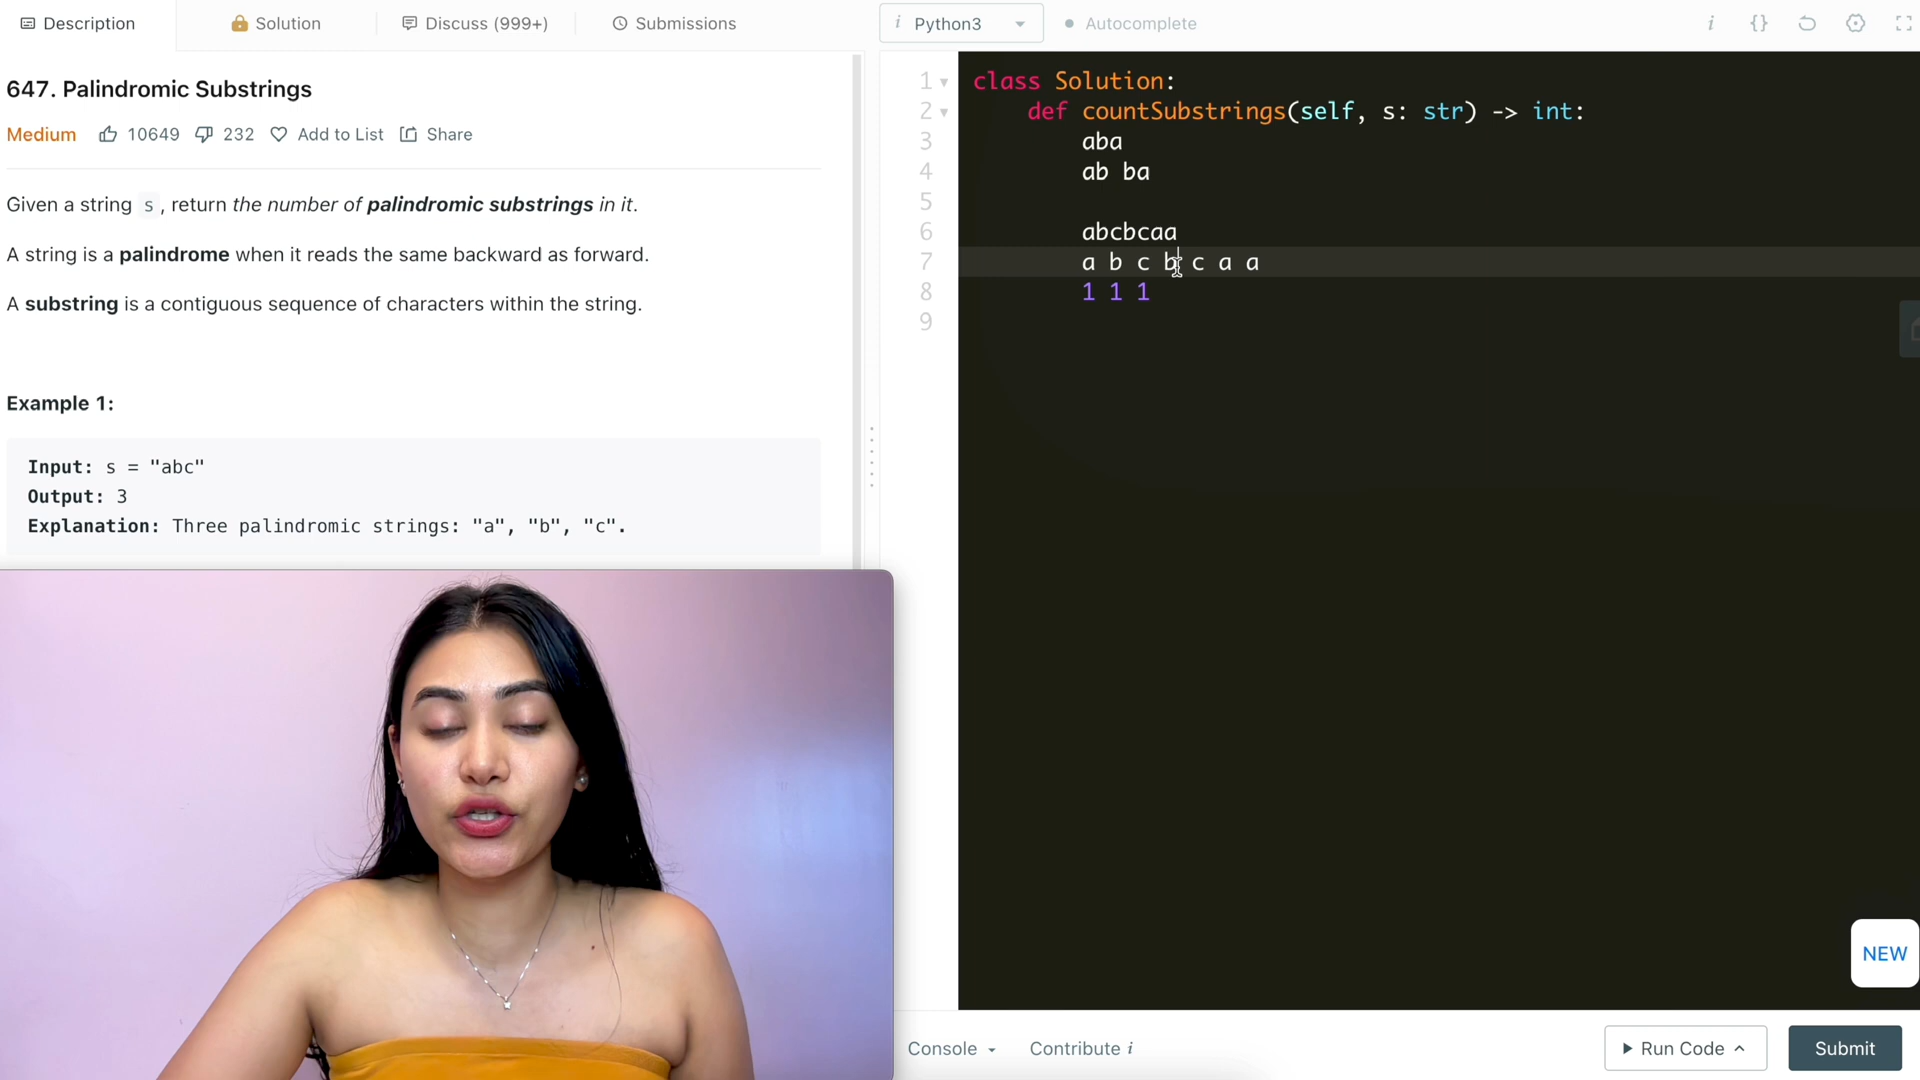 Description
Solution
Discuss (999+)
Submissions
i Python3
Autocomplete
i {}
647. Palindromic Substrings
Medium 10649 232 Add to List Share
Given a string s, return the number of palindromic substrings in it.
A string is a palindrome when it reads the same backward as forward.
A substring is a contiguous sequence of characters within the string.
Example 1:
Input: s = "abc"
Output: 3
Explanation: Three palindromic strings: "a", "b", "c".
1 class Solution:
2 def countSubstrings(self, s: str) -> int:
3 aba
4 ab ba
5
6 abcbcaa
7 a b c b c a a
8 1 1 1
9
NEW
Console
Contribute i
Run Code
Submit